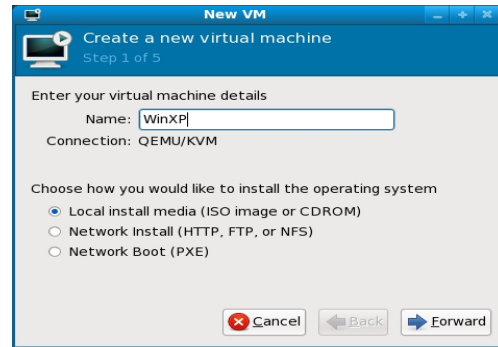 New VM
Create a new virtual machine
Step 1 of 5
Enter your virtual machine details
Name: WinXP
Connection: QEMU/KVM
Choose how you would like to install the operating system
Local install media (ISO image or CDROM)
Network Install (HTTP, FTP, or NFS)
Network Boot (PXE)
Cancel Back Forward